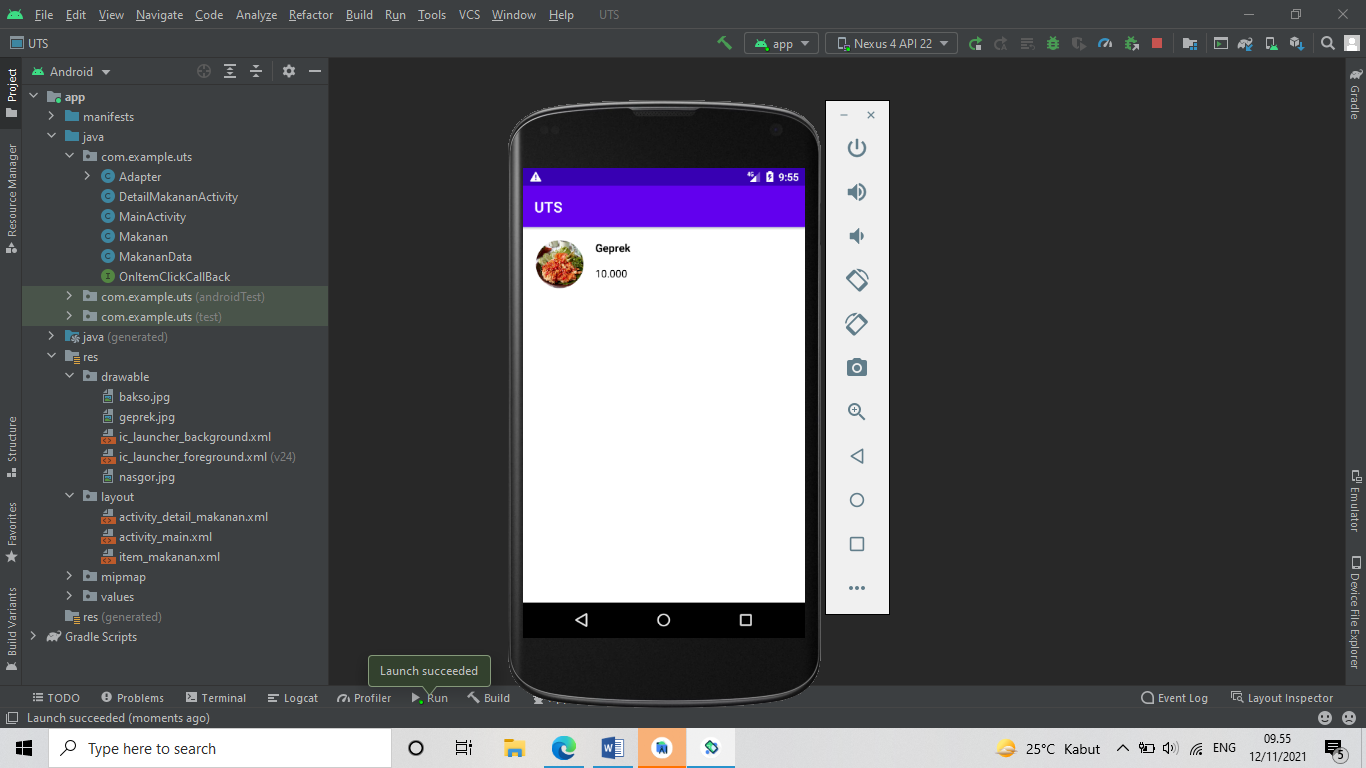 File Edit View Navigate Code Analyze Refactor Build Run Tools VCS Window Help UTS
UTS
app
Nexus 4 API 22
Android
app
manifests
java
com.example.uts
Adapter
DetailMakananActivity
MainActivity
Makanan
MakananData
OnItemClickCallBack
com.example.uts (androidTest)
com.example.uts (test)
java (generated)
res
drawable
bakso.jpg
geprek.jpg
ic_launcher_background.xml
ic_launcher_foreground.xml (v24)
nasgor.jpg
layout
activity_detail_makanan.xml
activity_main.xml
item_makanan.xml
mipmap
values
res (generated)
Gradle Scripts
Project
Resource Manager
Structure
Favorites
Build Variants
4G 9:55
UTS
Geprek
10.000
Gradle
Emulator
Device File Explorer
Launch succeeded
TODO Problems Terminal Logcat Profiler Run Build
Event Log Layout Inspector
Launch succeeded (moments ago)
Type here to search
25°C Kabut
ENG
09.55
12/11/2021
5